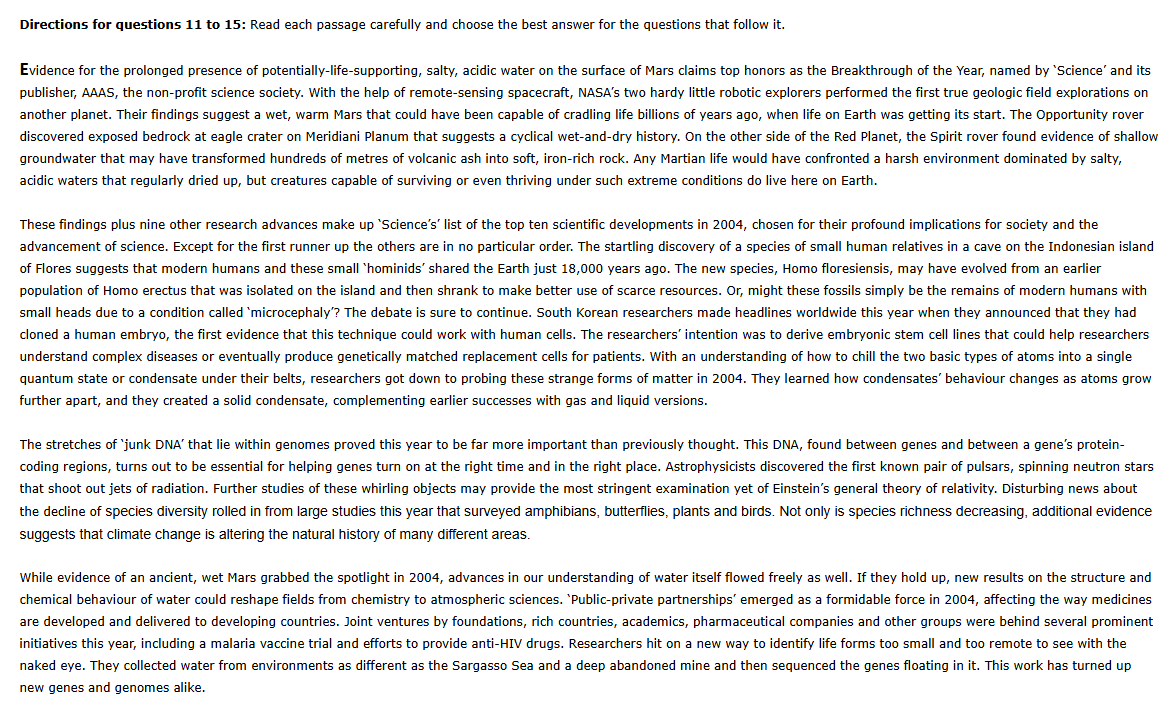 Directions for questions 11 to 15: Read each passage carefully and choose the best answer for the questions that follow it.
Evidence for the prolonged presence of potentially-life-supporting, salty, acidic water on the surface of Mars claims top honors as the Breakthrough of the Year, named by ‘Science’ and its
publisher, AAAS, the non-profit science society. With the help of remote-sensing spacecraft, NASA’s two hardy little robotic explorers performed the first true geologic field explorations on
another planet. Their findings suggest a wet, warm Mars that could have been capable of cradling life billions of years ago, when life on Earth was getting its start. The Opportunity rover
discovered exposed bedrock at eagle crater on Meridiani Planum that suggests a cyclical wet-and-dry history. On the other side of the Red Planet, the Spirit rover found evidence of shallow
groundwater that may have transformed hundreds of metres of volcanic ash into soft, iron-rich rock. Any Martian life would have confronted a harsh environment dominated by salty,
acidic waters that regularly dried up, but creatures capable of surviving or even thriving under such extreme conditions do live here on Earth.
These findings plus nine other research advances make up ‘Science’s’ list of the top ten scientific developments in 2004, chosen for their profound implications for society and the
advancement of science. Except for the first runner up the others are in no particular order. The startling discovery of a species of small human relatives in a cave on the Indonesian island
of Flores suggests that modern humans and these small ‘hominids’ shared the Earth just 18,000 years ago. The new species, Homo floresiensis, may have evolved from an earlier
population of Homo erectus that was isolated on the island and then shrank to make better use of scarce resources. Or, might these fossils simply be the remains of modern humans with
small heads due to a condition called ‘microcephaly’? The debate is sure to continue. South Korean researchers made headlines worldwide this year when they announced that they had
cloned a human embryo, the first evidence that this technique could work with human cells. The researchers’ intention was to derive embryonic stem cell lines that could help researchers
understand complex diseases or eventually produce genetically matched replacement cells for patients. With an understanding of how to chill the two basic types of atoms into a single
quantum state or condensate under their belts, researchers got down to probing these strange forms of matter in 2004. They learned how condensates’ behaviour changes as atoms grow
further apart, and they created a solid condensate, complementing earlier successes with gas and liquid versions.
The stretches of ‘junk DNA’ that lie within genomes proved this year to be far more important than previously thought. This DNA, found between genes and between a gene’s protein-
coding regions, turns out to be essential for helping genes turn on at the right time and in the right place. Astrophysicists discovered the first known pair of pulsars, spinning neutron stars
that shoot out jets of radiation. Further studies of these whirling objects may provide the most stringent examination yet of Einstein’s general theory of relativity. Disturbing news about
the decline of species diversity rolled in from large studies this year that surveyed amphibians, butterflies, plants and birds. Not only is species richness decreasing, additional evidence
suggests that climate change is altering the natural history of many different areas.
While evidence of an ancient, wet Mars grabbed the spotlight in 2004, advances in our understanding of water itself flowed freely as well. If they hold up, new results on the structure and
chemical behaviour of water could reshape fields from chemistry to atmospheric sciences. ‘Public-private partnerships’ emerged as a formidable force in 2004, affecting the way medicines
are developed and delivered to developing countries. Joint ventures by foundations, rich countries, academics, pharmaceutical companies and other groups were behind several prominent
initiatives this year, including a malaria vaccine trial and efforts to provide anti-HIV drugs. Researchers hit on a new way to identify life forms too small and too remote to see with the
naked eye. They collected water from environments as different as the Sargasso Sea and a deep abandoned mine and then sequenced the genes floating in it. This work has turned up
new genes and genomes alike.